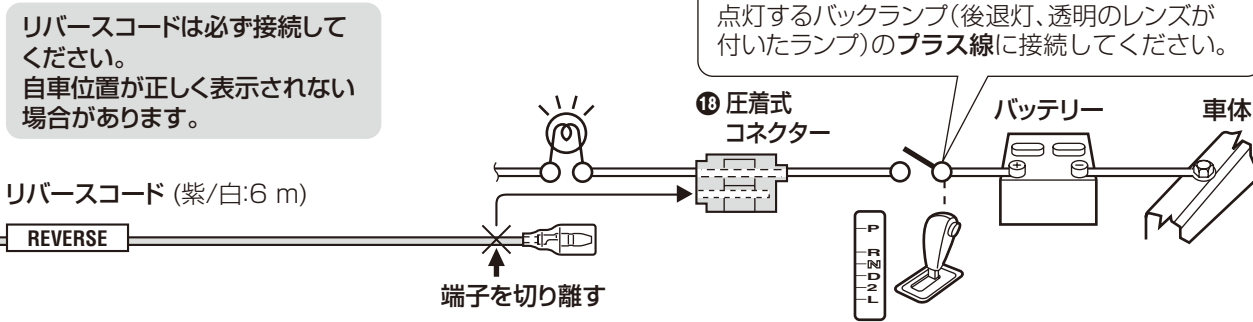 リバースコードは必ず接続して
ください。
自車位置が正しく表示されない
場合があります。
点灯するバックランプ(後退灯、透明のレンズが
付いたランプ)のプラス線に接続してください。
⓲ 圧着式
コネクター
バッテリー
車体
リバースコード (紫/白:6 m)
REVERSE
端子を切り離す
P
R
N
D
2
L